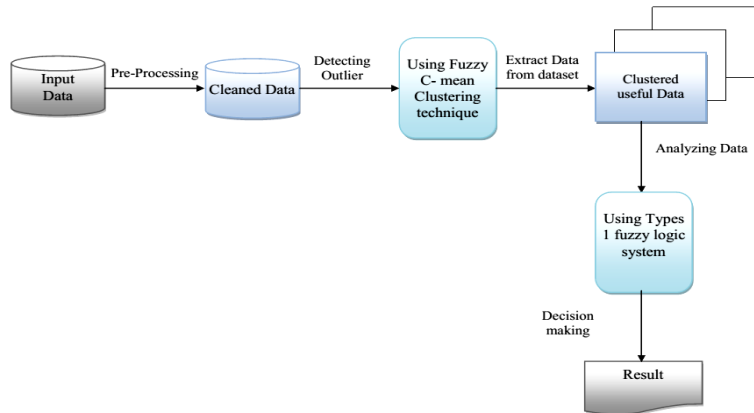 Input
Data
Pre-Processing
Cleaned Data
Detecting
Outlier
Using Fuzzy
C- mean
Clustering
technique
Extract Data
from dataset
Clustered
useful Data
Analyzing Data
Using Types
1 fuzzy logic
system
Decision
making
Result